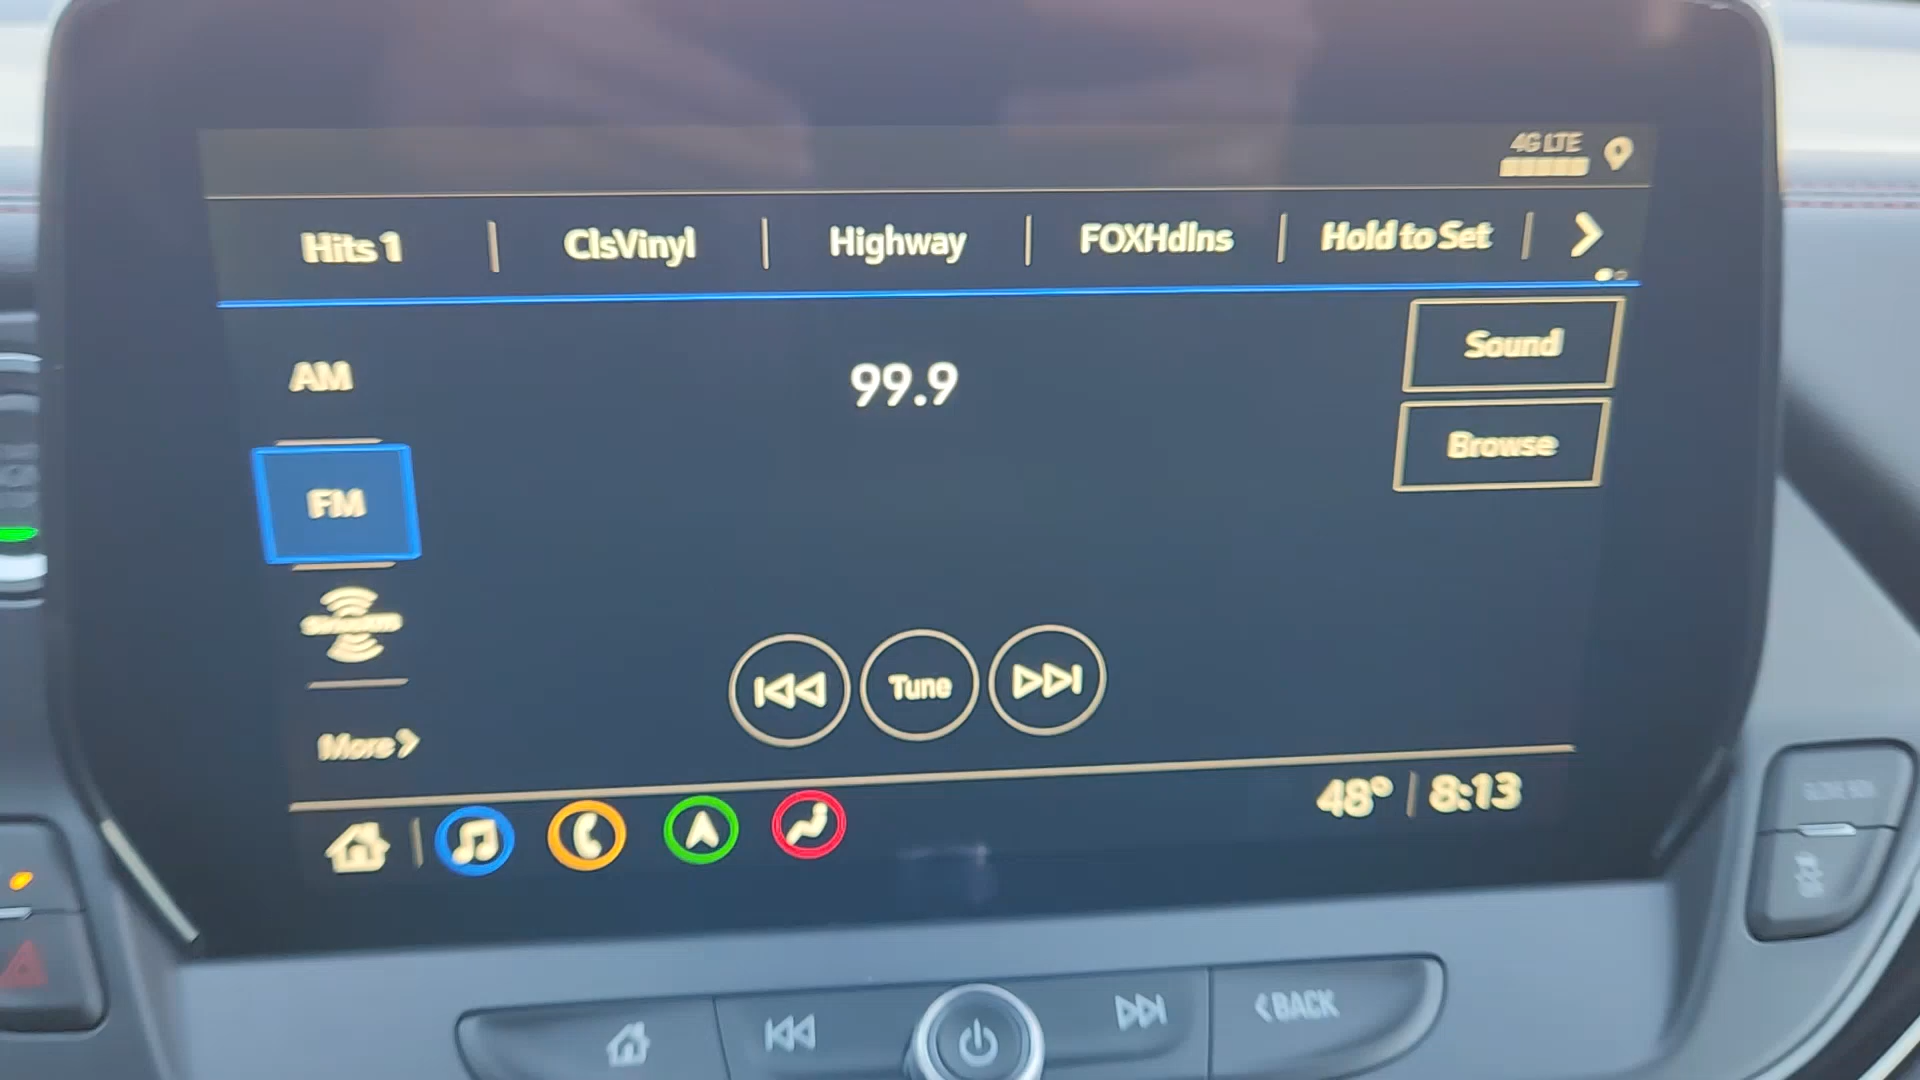 4G LTE
Hits 1 ClsVinyl Highway FOXHdlns Hold to Set
Sound
AM
99.9
Browse
FM
Tune
More
48° 8:13
BACK